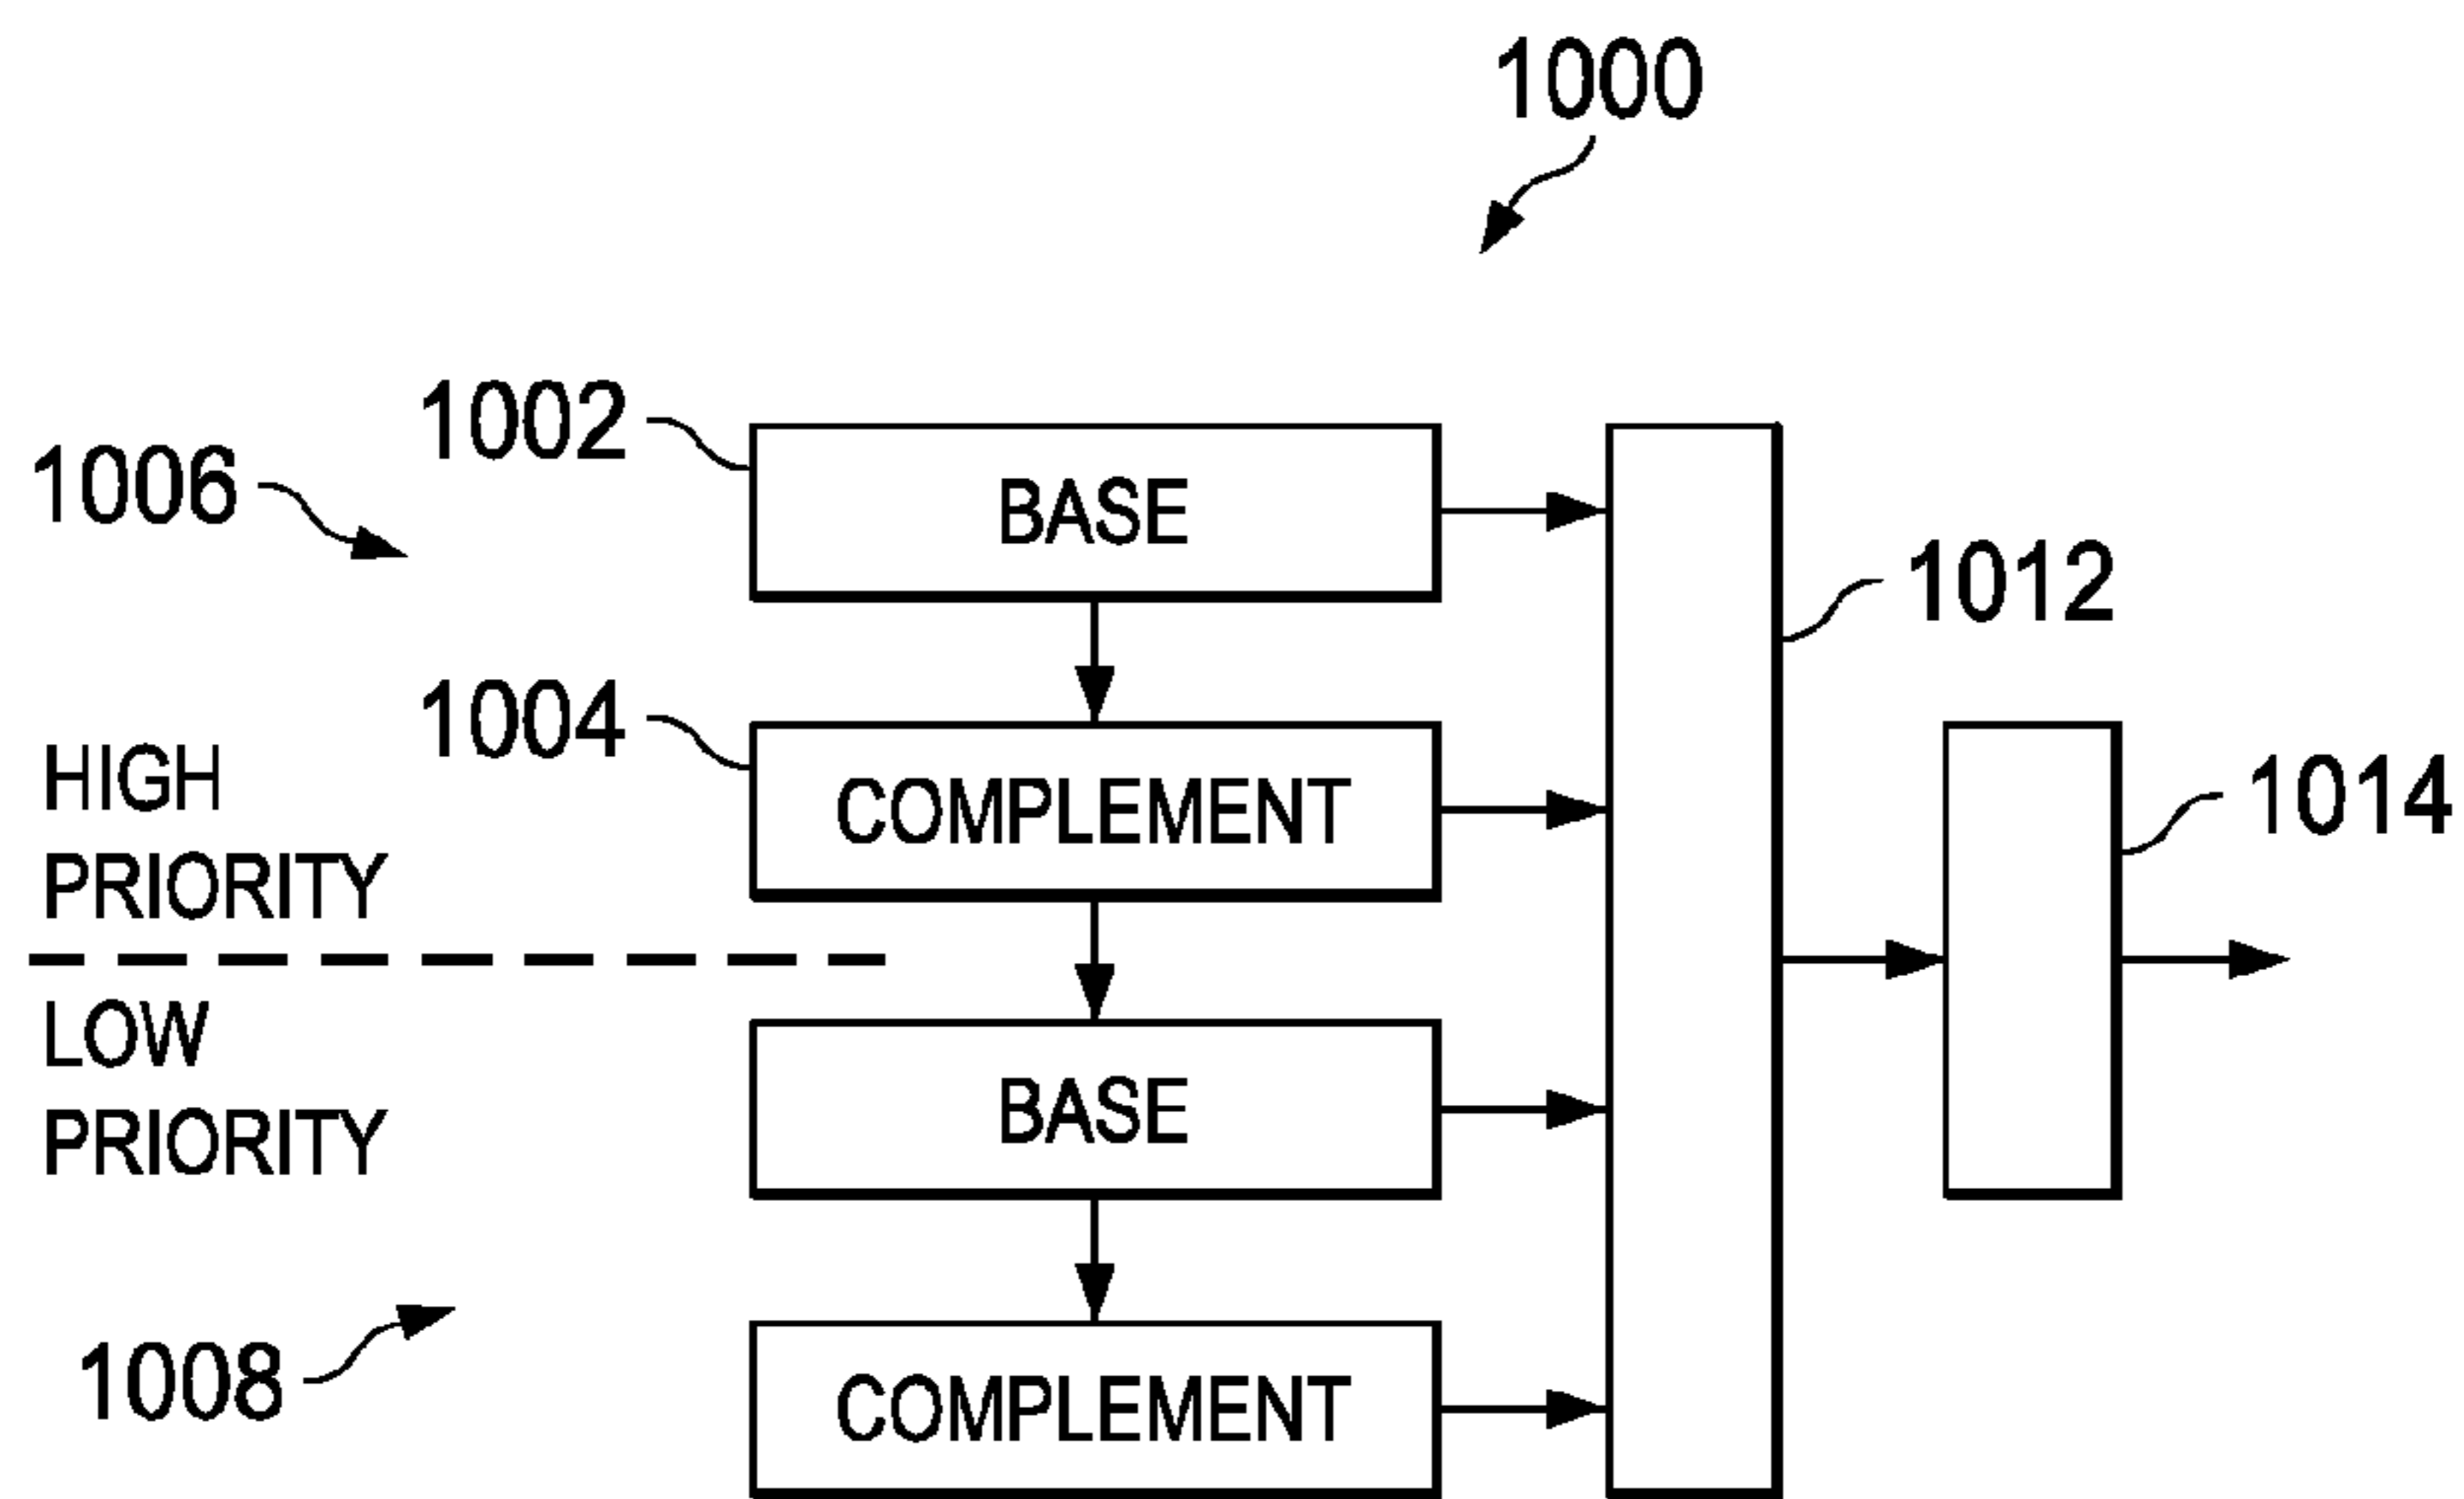 1000
1002
1006
BASE
1012
1004
HIGH
PRIORITY
COMPLEMENT
1014
LOW
PRIORITY
BASE
1008
COMPLEMENT